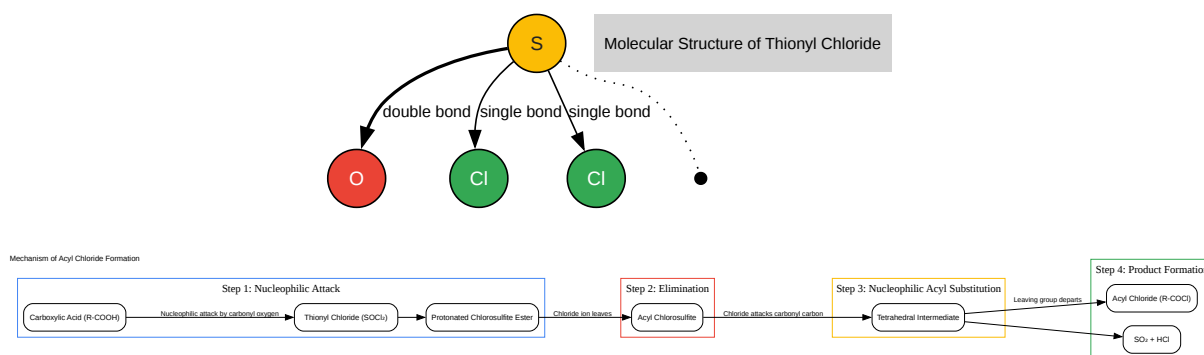 S
Molecular Structure of Thionyl Chloride
double bond
single bond
single bond
O
Cl
Cl
Mechanism of Acyl Chloride Formation
Step 1: Nucleophilic Attack
Carboxylic Acid (R-COOH)
Nucleophilic attack by carbonyl oxygen
Thionyl Chloride (SOCl₂)
Protonated Chlorosulfite Ester
Chloride ion leaves
Step 2: Elimination
Acyl Chlorosulfite
Chloride attacks carbonyl carbon
Step 3: Nucleophilic Acyl Substitution
Tetrahedral Intermediate
Leaving group departs
Step 4: Product Formation
Acyl Chloride (R-COCl)
SO₂ + HCl